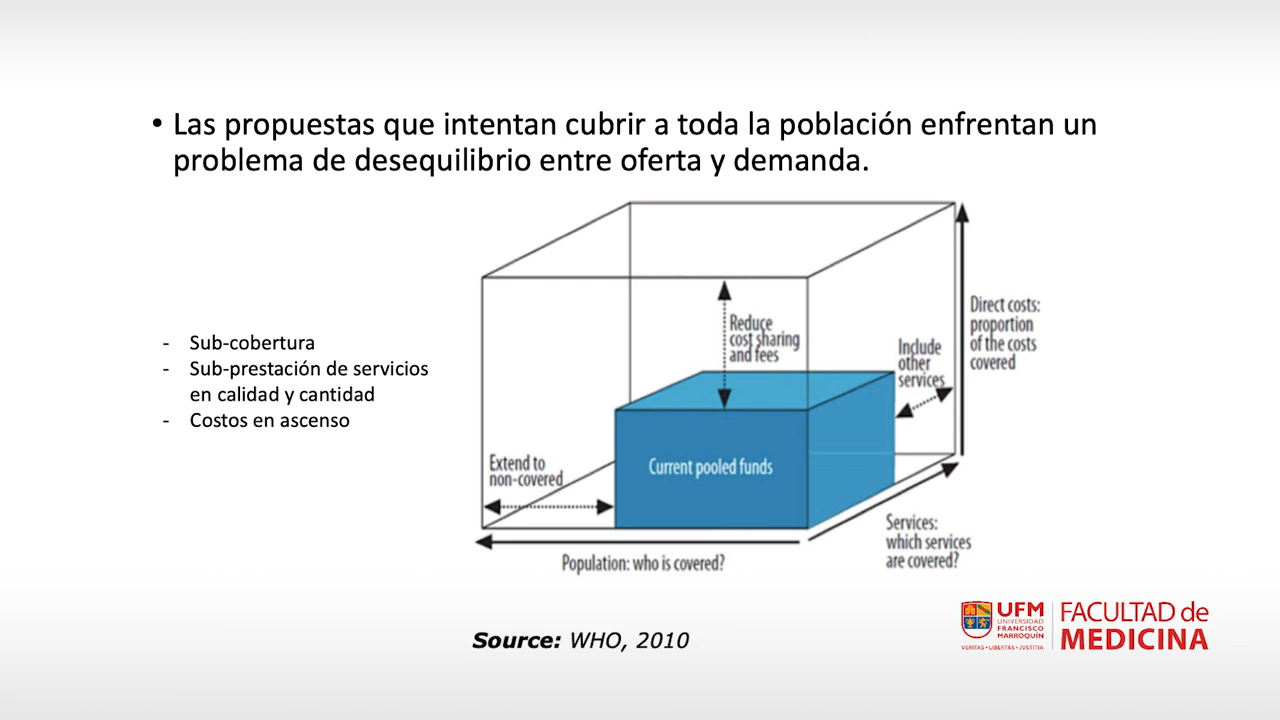 • Las propuestas que intentan cubrir a toda la población enfrentan un
problema de desequilibrio entre oferta y demanda.
- Sub-cobertura
- Sub-prestación de servicios
en calidad y cantidad
- Costos en ascenso
Reduce
cost sharing
and fees
Include
other
services
Direct costs:
proportion
of the costs
covered
Extend to
non-covered
Current pooled funds
Services:
which services
are covered?
Population: who is covered?
Source: WHO, 2010
UFM
UNIVERSIDAD
FRANCISCO
MARROQUÍN
VERITAS • LIBERTAS • JVSTITIA
FACULTAD de
MEDICINA